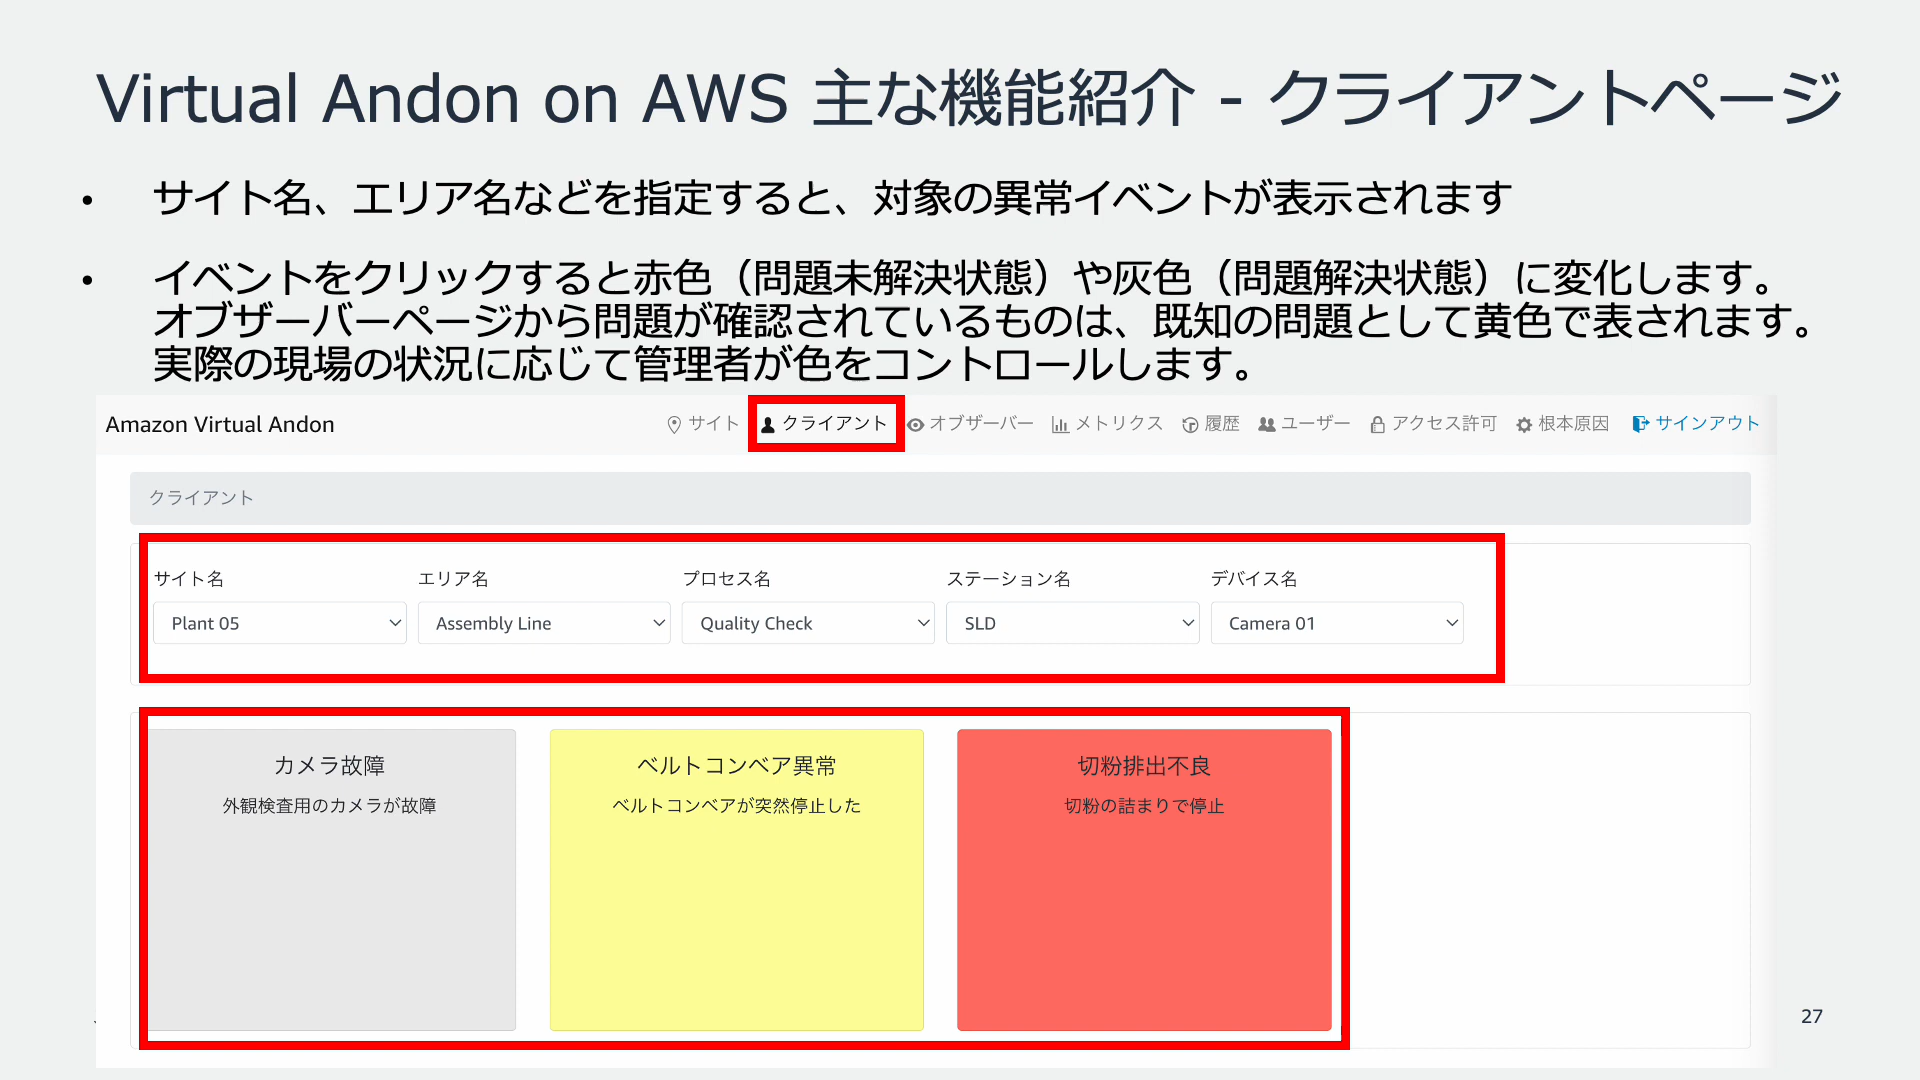 Virtual Andon on AWS 主な機能紹介 - クライアントページ
• サイト名、エリア名などを指定すると、対象の異常イベントが表示されます
• イベントをクリックすると赤色（問題未解決状態）や灰色（問題解決状態）に変化します。
オブザーバーページから問題が確認されているものは、既知の問題として黄色で表されます。
実際の現場の状況に応じて管理者が色をコントロールします。
Amazon Virtual Andon サイト クライアント オブザーバー メトリクス 履歴 ユーザー アクセス許可 根本原因 サインアウト
クライアント
サイト名 エリア名 プロセス名 ステーション名 デバイス名
Plant 05 Assembly Line Quality Check SLD Camera 01
カメラ故障 ベルトコンベア異常 切粉排出不良
外観検査用のカメラが故障 ベルトコンベアが突然停止した 切粉の詰まりで停止
27